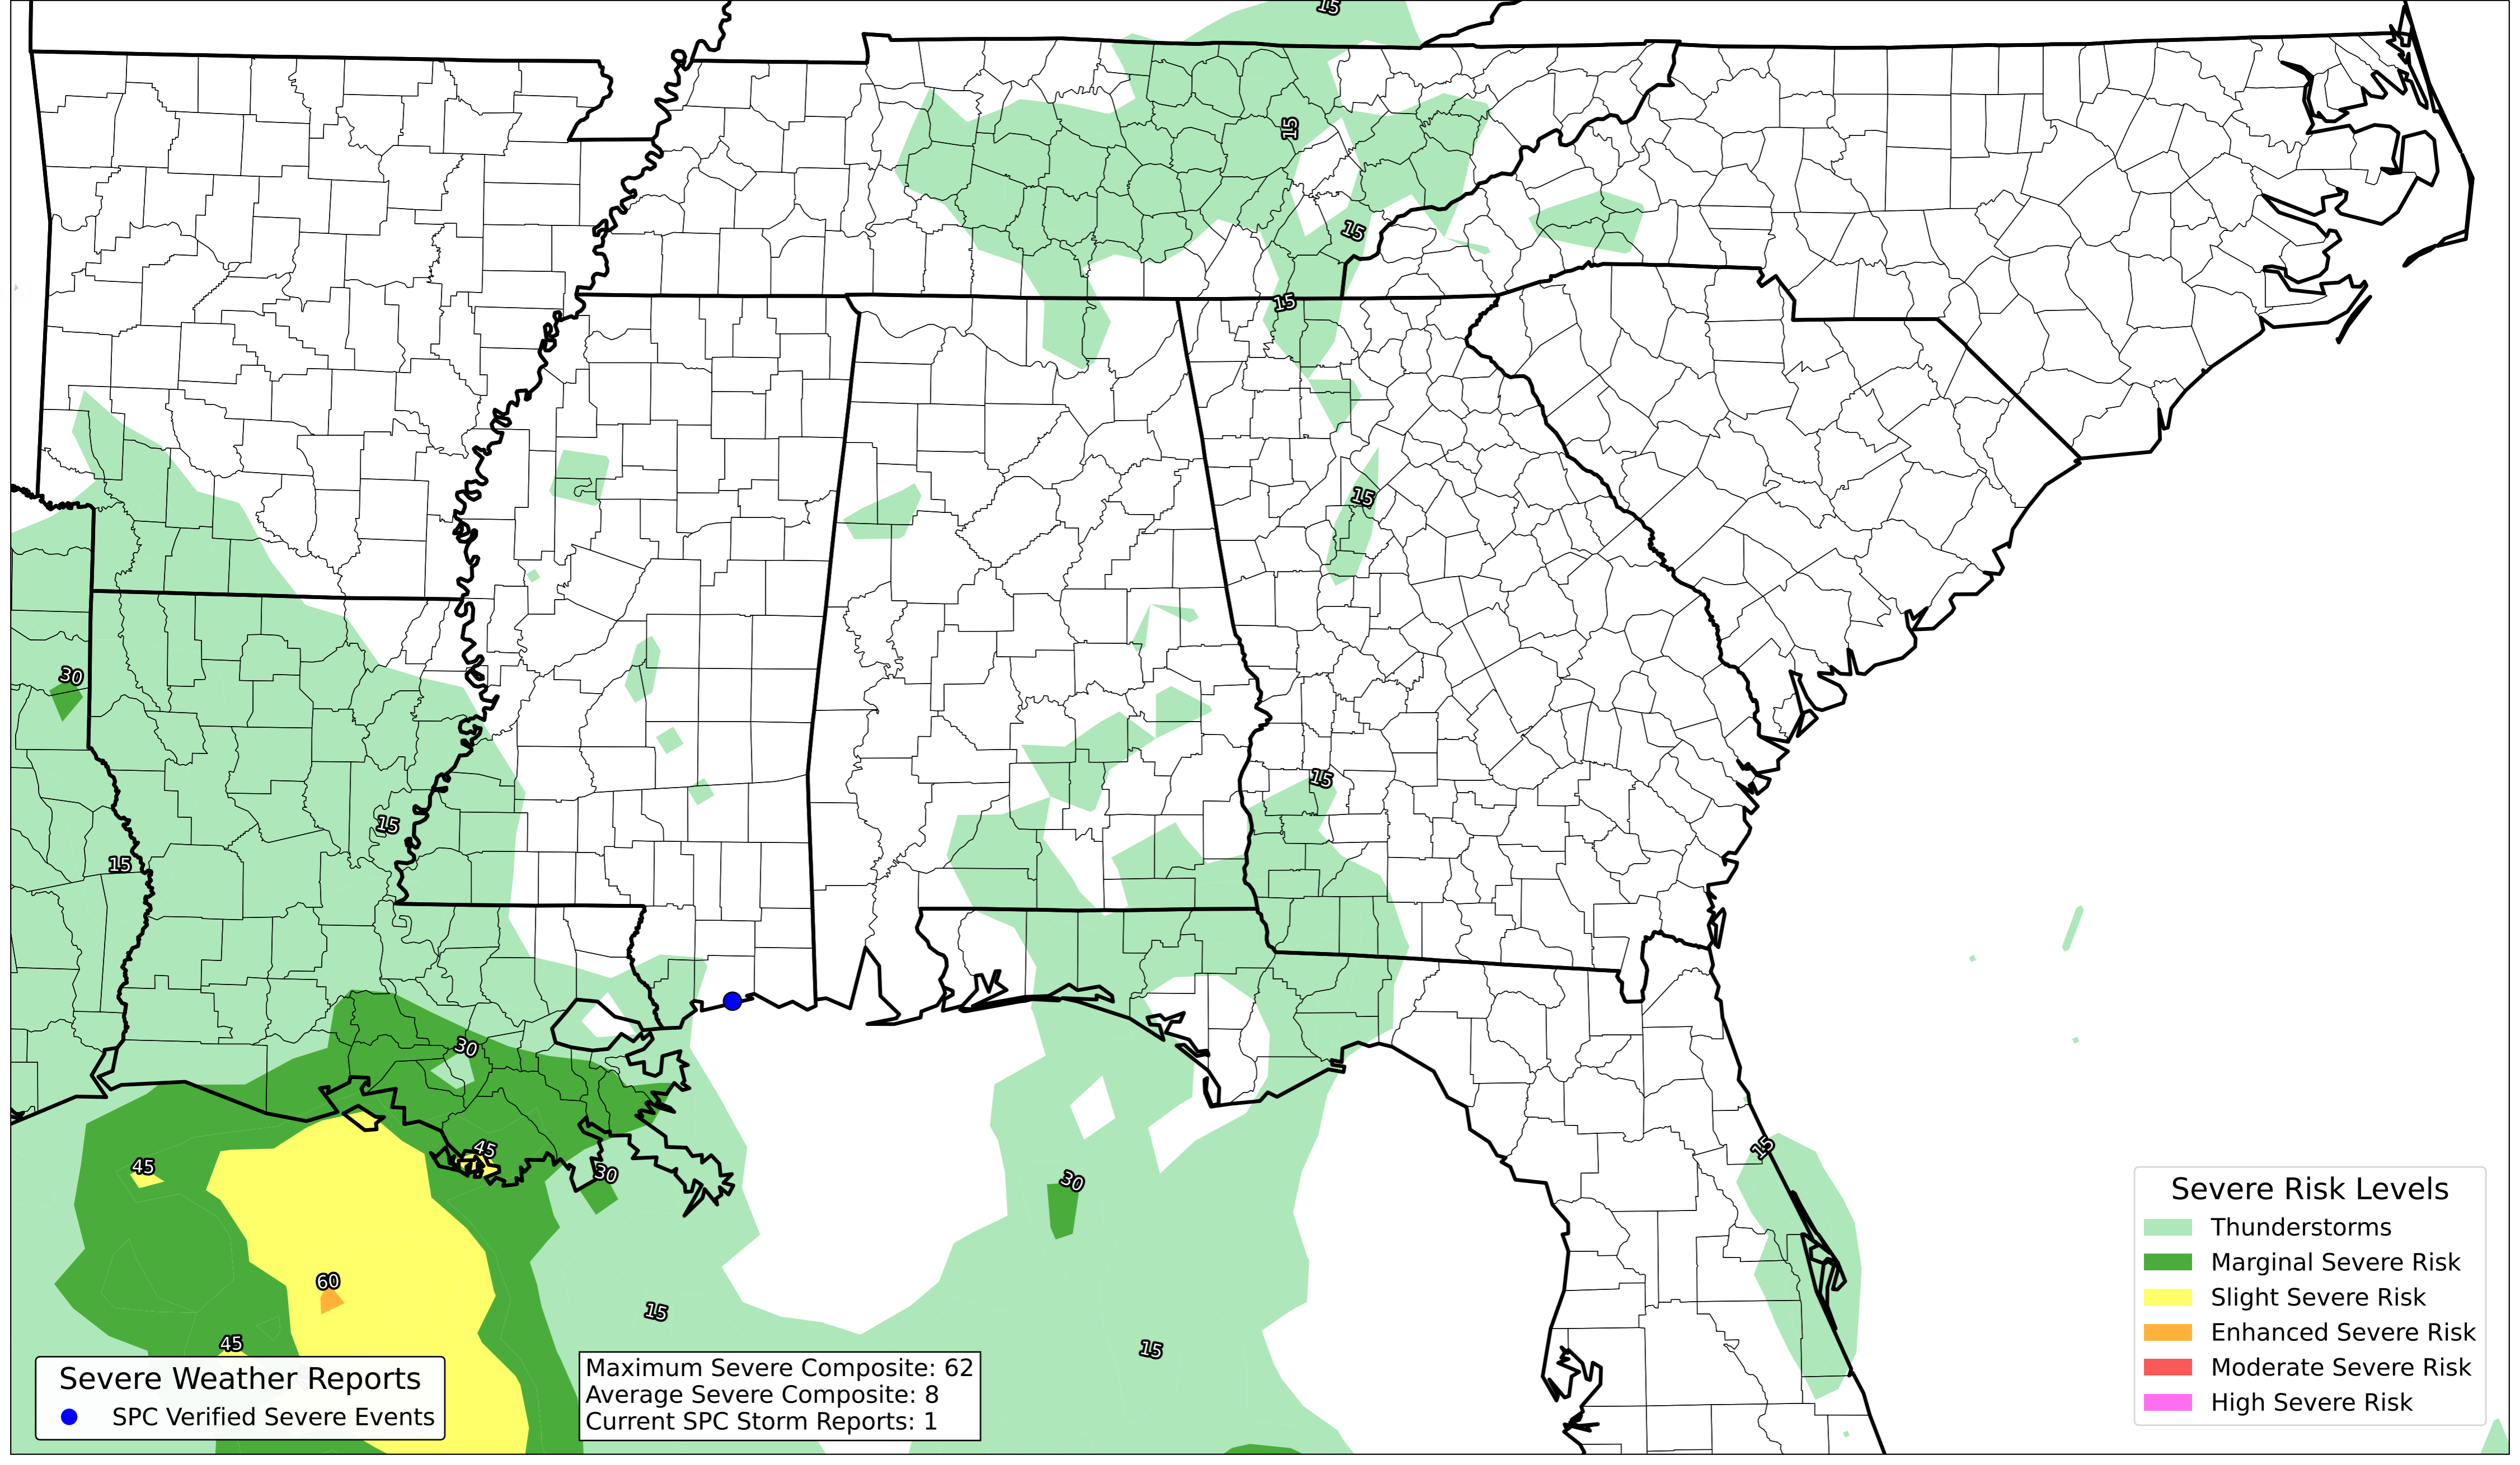 15
15
15
15
15
30
15
15
15
30
15
45
45
30
30
60
15
45
15
Severe Risk Levels
Thunderstorms
Marginal Severe Risk
Slight Severe Risk
Enhanced Severe Risk
Moderate Severe Risk
High Severe Risk
Severe Weather Reports
SPC Verified Severe Events
Maximum Severe Composite: 62
Average Severe Composite: 8
Current SPC Storm Reports: 1